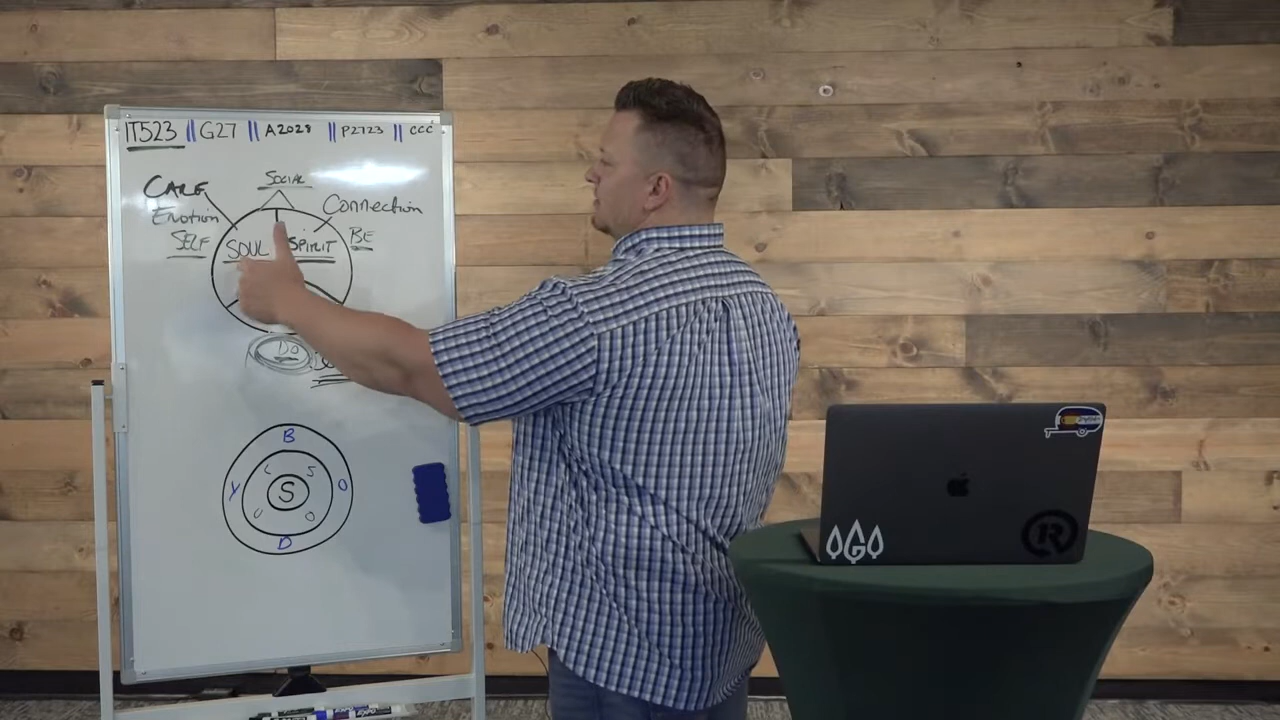 IT523 || G27 || A2028 || P2723 || CCC
SOCIAL
CARE
Connection
Emotion
SELF
SOUL
SPIRIT
BE
DO
B
C S
Y S O
U O
D
R